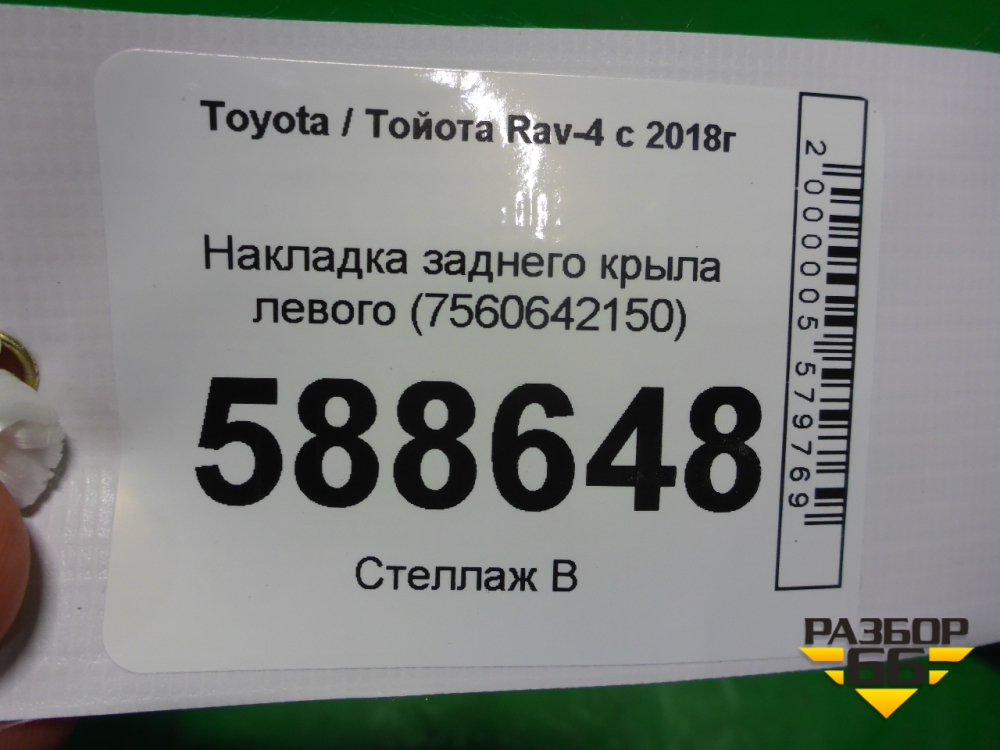 Toyota / Тойота Rav-4 с 2018г
Накладка заднего крыла
левого (7560642150)
588648
Стеллаж В
2000005579769
РАЗБОР
66